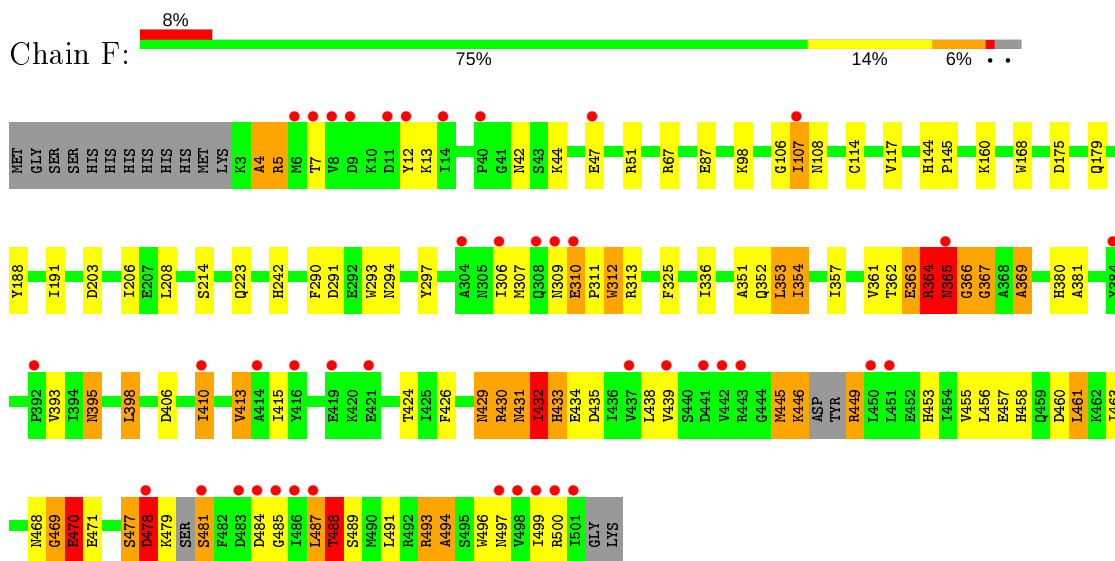 Chain F:
8%
75% 14% 6% • •
MET GLY SER SER HIS HIS HIS HIS HIS HIS MET LYS K3 A4 R5 M6 T7 V8 D9 K10 D11 Y12 K13 I14 P40 G41 N42 S43 K44 E47 R51 R67 E87 K98 G106 I107 N108 C114 V117 H144 P145 K160 W168 D175 Q179
Y188 I191 D203 I206 E207 L208 S214 Q223 H242 F290 D291 E292 W293 N294 Y297 A304 N305 I306 M307 Q308 N309 E310 P311 W312 R313 F325 I336 A351 Q352 L353 I354 I357 V361 T362 E363 R364 N365 G366 G367 A368 A369 H380 A381 Y384
P392 V393 I394 N395 L398 D406 I410 V413 A414 I415 Y416 E419 K420 E421 T424 I425 F426 N429 R430 N431 I432 H433 E434 D435 I436 V437 L438 V439 S440 D441 V442 R443 G444 M445 K446 ASP TYR R449 L450 L451 E452 H453 I454 V455 L456 E457 H458 Q459 D460 L461 K462
N468 G469 E470 E471 S477 D478 K479 SER S481 F482 D483 D484 G485 I486 L487 T488 S489 M490 L491 R492 R493 A494 S495 W496 N497 V498 I499 R500 I501 GLY LYS